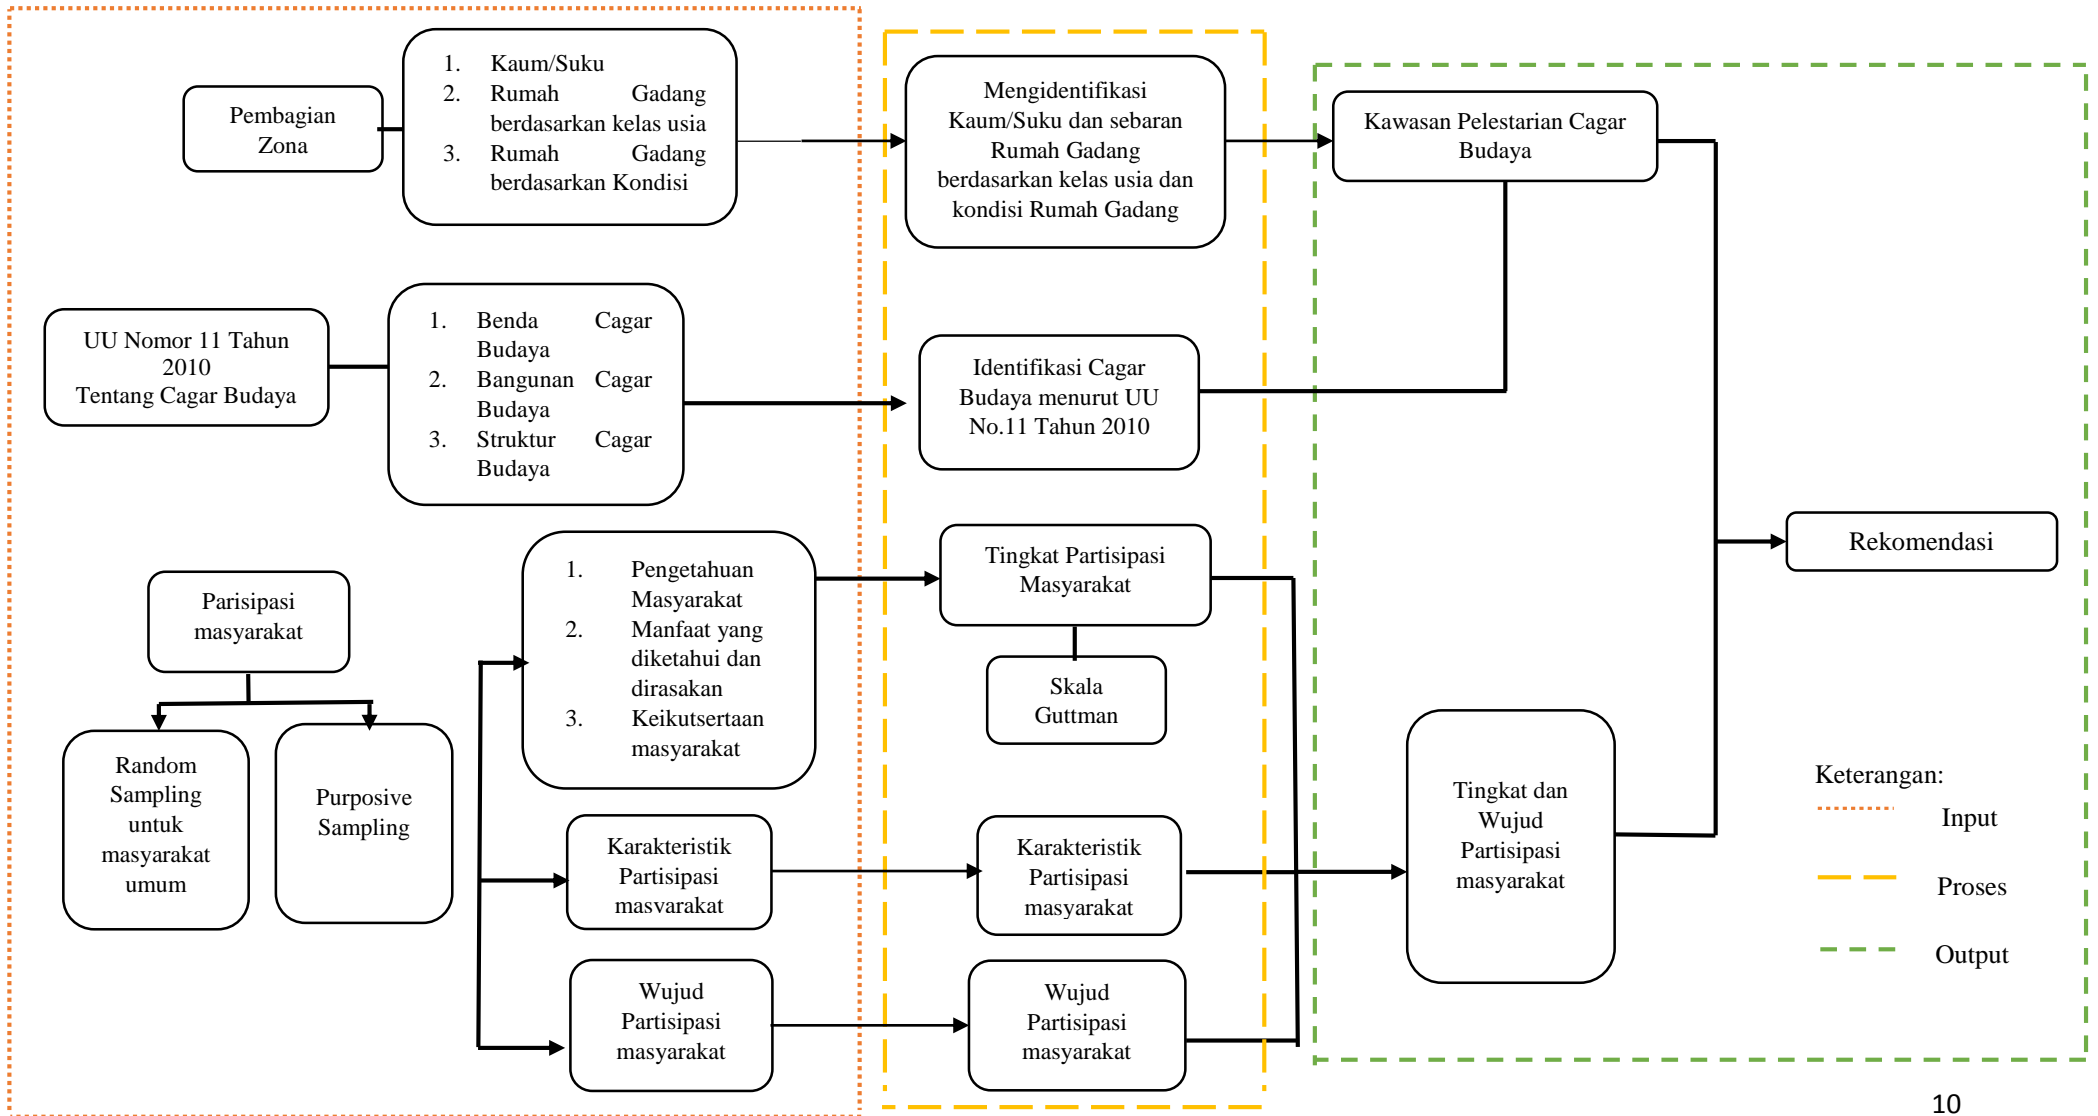 Pembagian
Zona
1. Kaum/Suku
2. Rumah Gadang
berdasarkan kelas usia
3. Rumah Gadang
berdasarkan Kondisi
Mengidentifikasi
Kaum/Suku dan sebaran
Rumah Gadang
berdasarkan kelas usia dan
kondisi Rumah Gadang
Kawasan Pelestarian Cagar
Budaya
UU Nomor 11 Tahun
2010
Tentang Cagar Budaya
1. Benda Cagar
Budaya
2. Bangunan Cagar
Budaya
3. Struktur Cagar
Budaya
Identifikasi Cagar
Budaya menurut UU
No.11 Tahun 2010
Rekomendasi
Parisipasi
masyarakat
Random
Sampling
untuk
masyarakat
umum
Purposive
Sampling
1. Pengetahuan
Masyarakat
2. Manfaat yang
diketahui dan
dirasakan
3. Keikutsertaan
masyarakat
Tingkat Partisipasi
Masyarakat
Skala
Guttman
Karakteristik
Partisipasi
masyarakat
Karakteristik
Partisipasi
masyarakat
Wujud
Partisipasi
masyarakat
Wujud
Partisipasi
masyarakat
Tingkat dan
Wujud
Partisipasi
masyarakat
Keterangan:
Input
Proses
Output
10